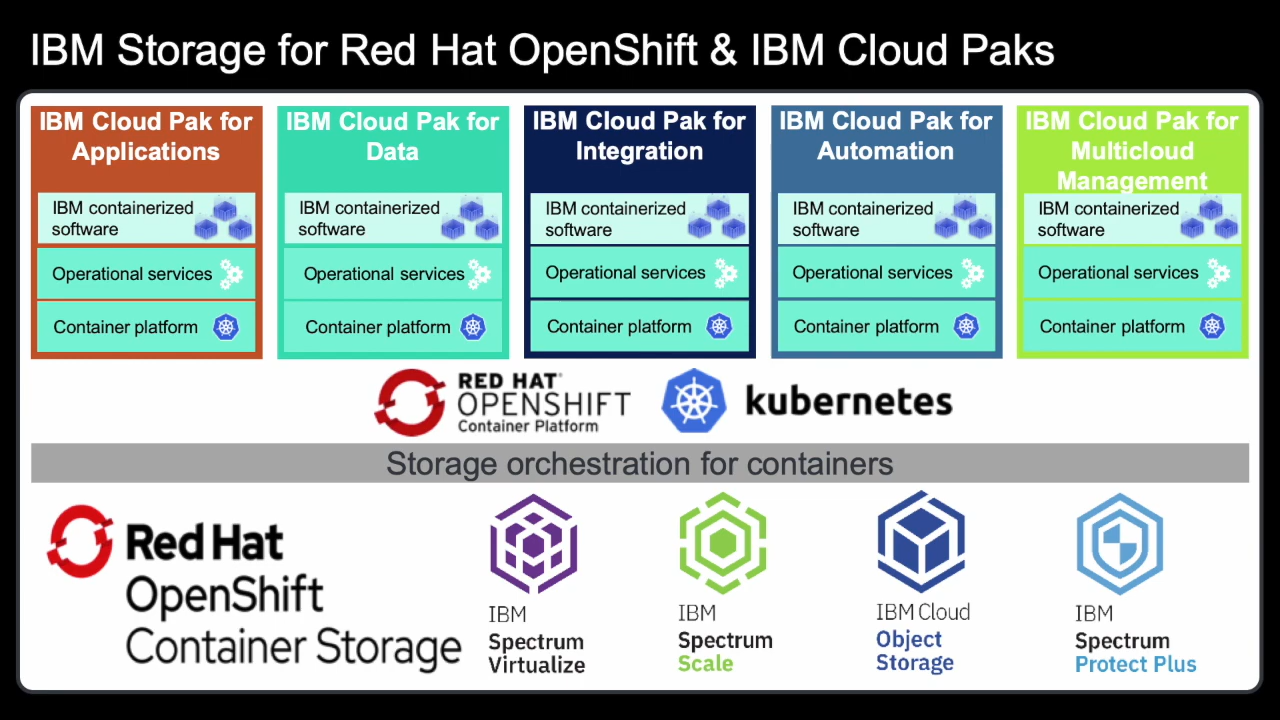 IBM Storage for Red Hat OpenShift & IBM Cloud Paks
IBM Cloud Pak for
Applications
IBM containerized
software
Operational services
Container platform
IBM Cloud Pak for
Data
IBM containerized
software
Operational services
Container platform
IBM Cloud Pak for
Integration
IBM containerized
software
Operational services
Container platform
IBM Cloud Pak for
Automation
IBM containerized
software
Operational services
Container platform
IBM Cloud Pak for
Multicloud
Management
IBM containerized
software
Operational services
Container platform
RED HAT®
OPENSHIFT
Container Platform
kubernetes
Storage orchestration for containers
Red Hat
OpenShift
Container Storage
IBM
Spectrum
Virtualize
IBM
Spectrum
Scale
IBM Cloud
Object
Storage
IBM
Spectrum
Protect Plus